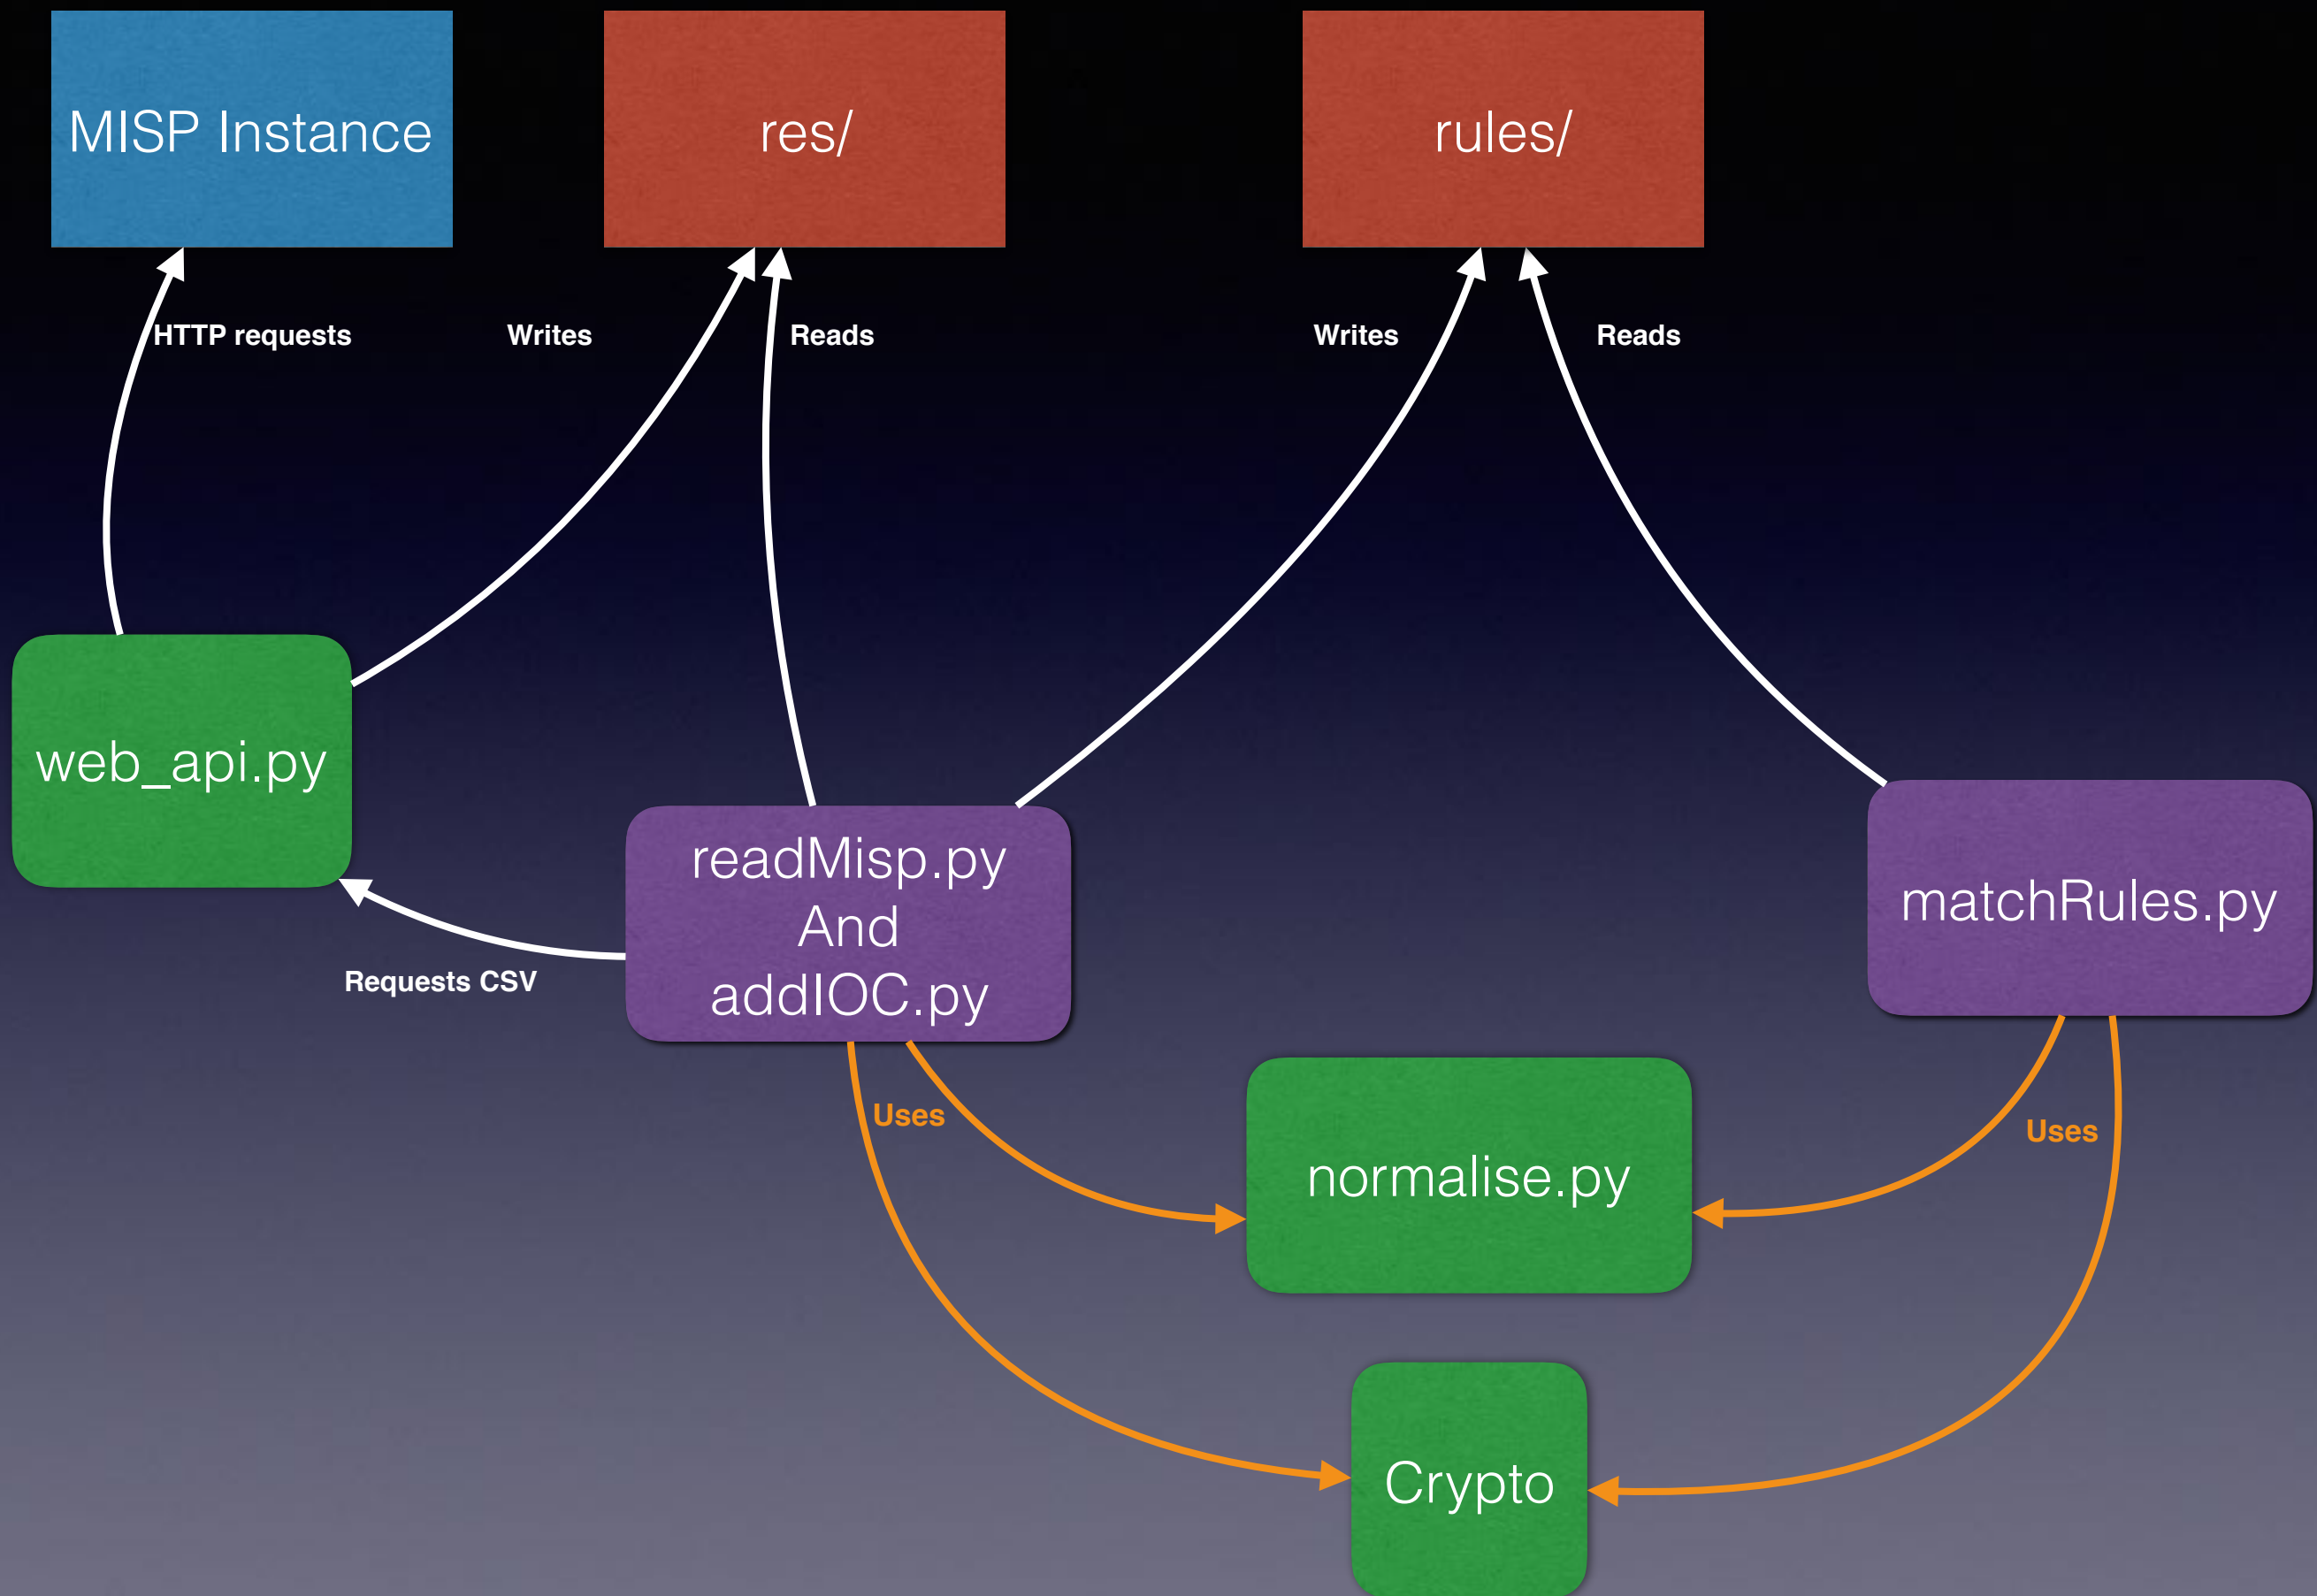 MISP Instance
res/
rules/
HTTP requests
Writes
Reads
Writes
Reads
web_api.py
readMisp.py
And
addIOC.py
matchRules.py
Requests CSV
Uses
Uses
normalise.py
Crypto